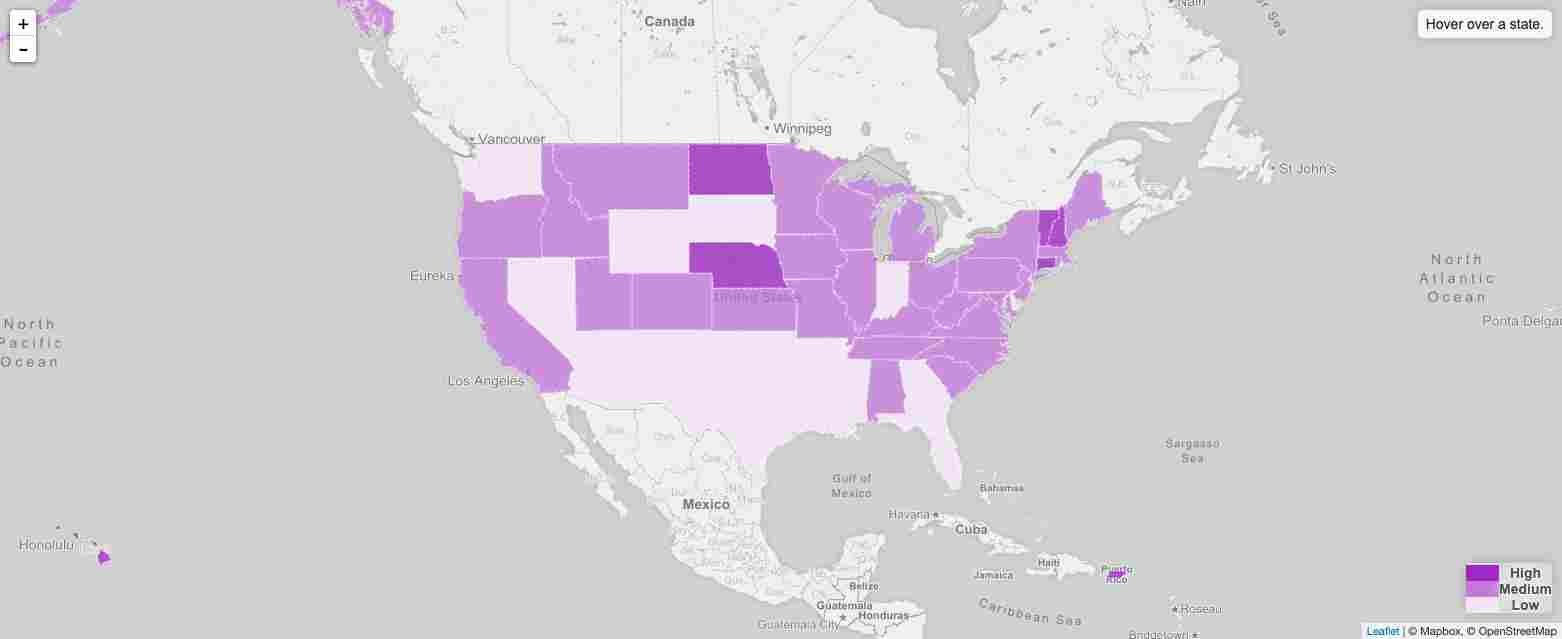 +
-
Hover over a state.
Canada
Nain
Winnipeg
Vancouver
St John's
Eureka
United States
North
Atlantic
Ocean
North
Pacific
Ocean
Los Angeles
Sargasso
Sea
Gulf of
Mexico
Bahamas
Mexico
Havana
Cuba
Honolulu
Haiti
Jamaica
Puerto
Rico
Belize
Guatemala
Honduras
Guatemala City
Caribbean Sea
Roseau
Bridgetown
High
Medium
Low
Leaflet | © Mapbox, © OpenStreetMap